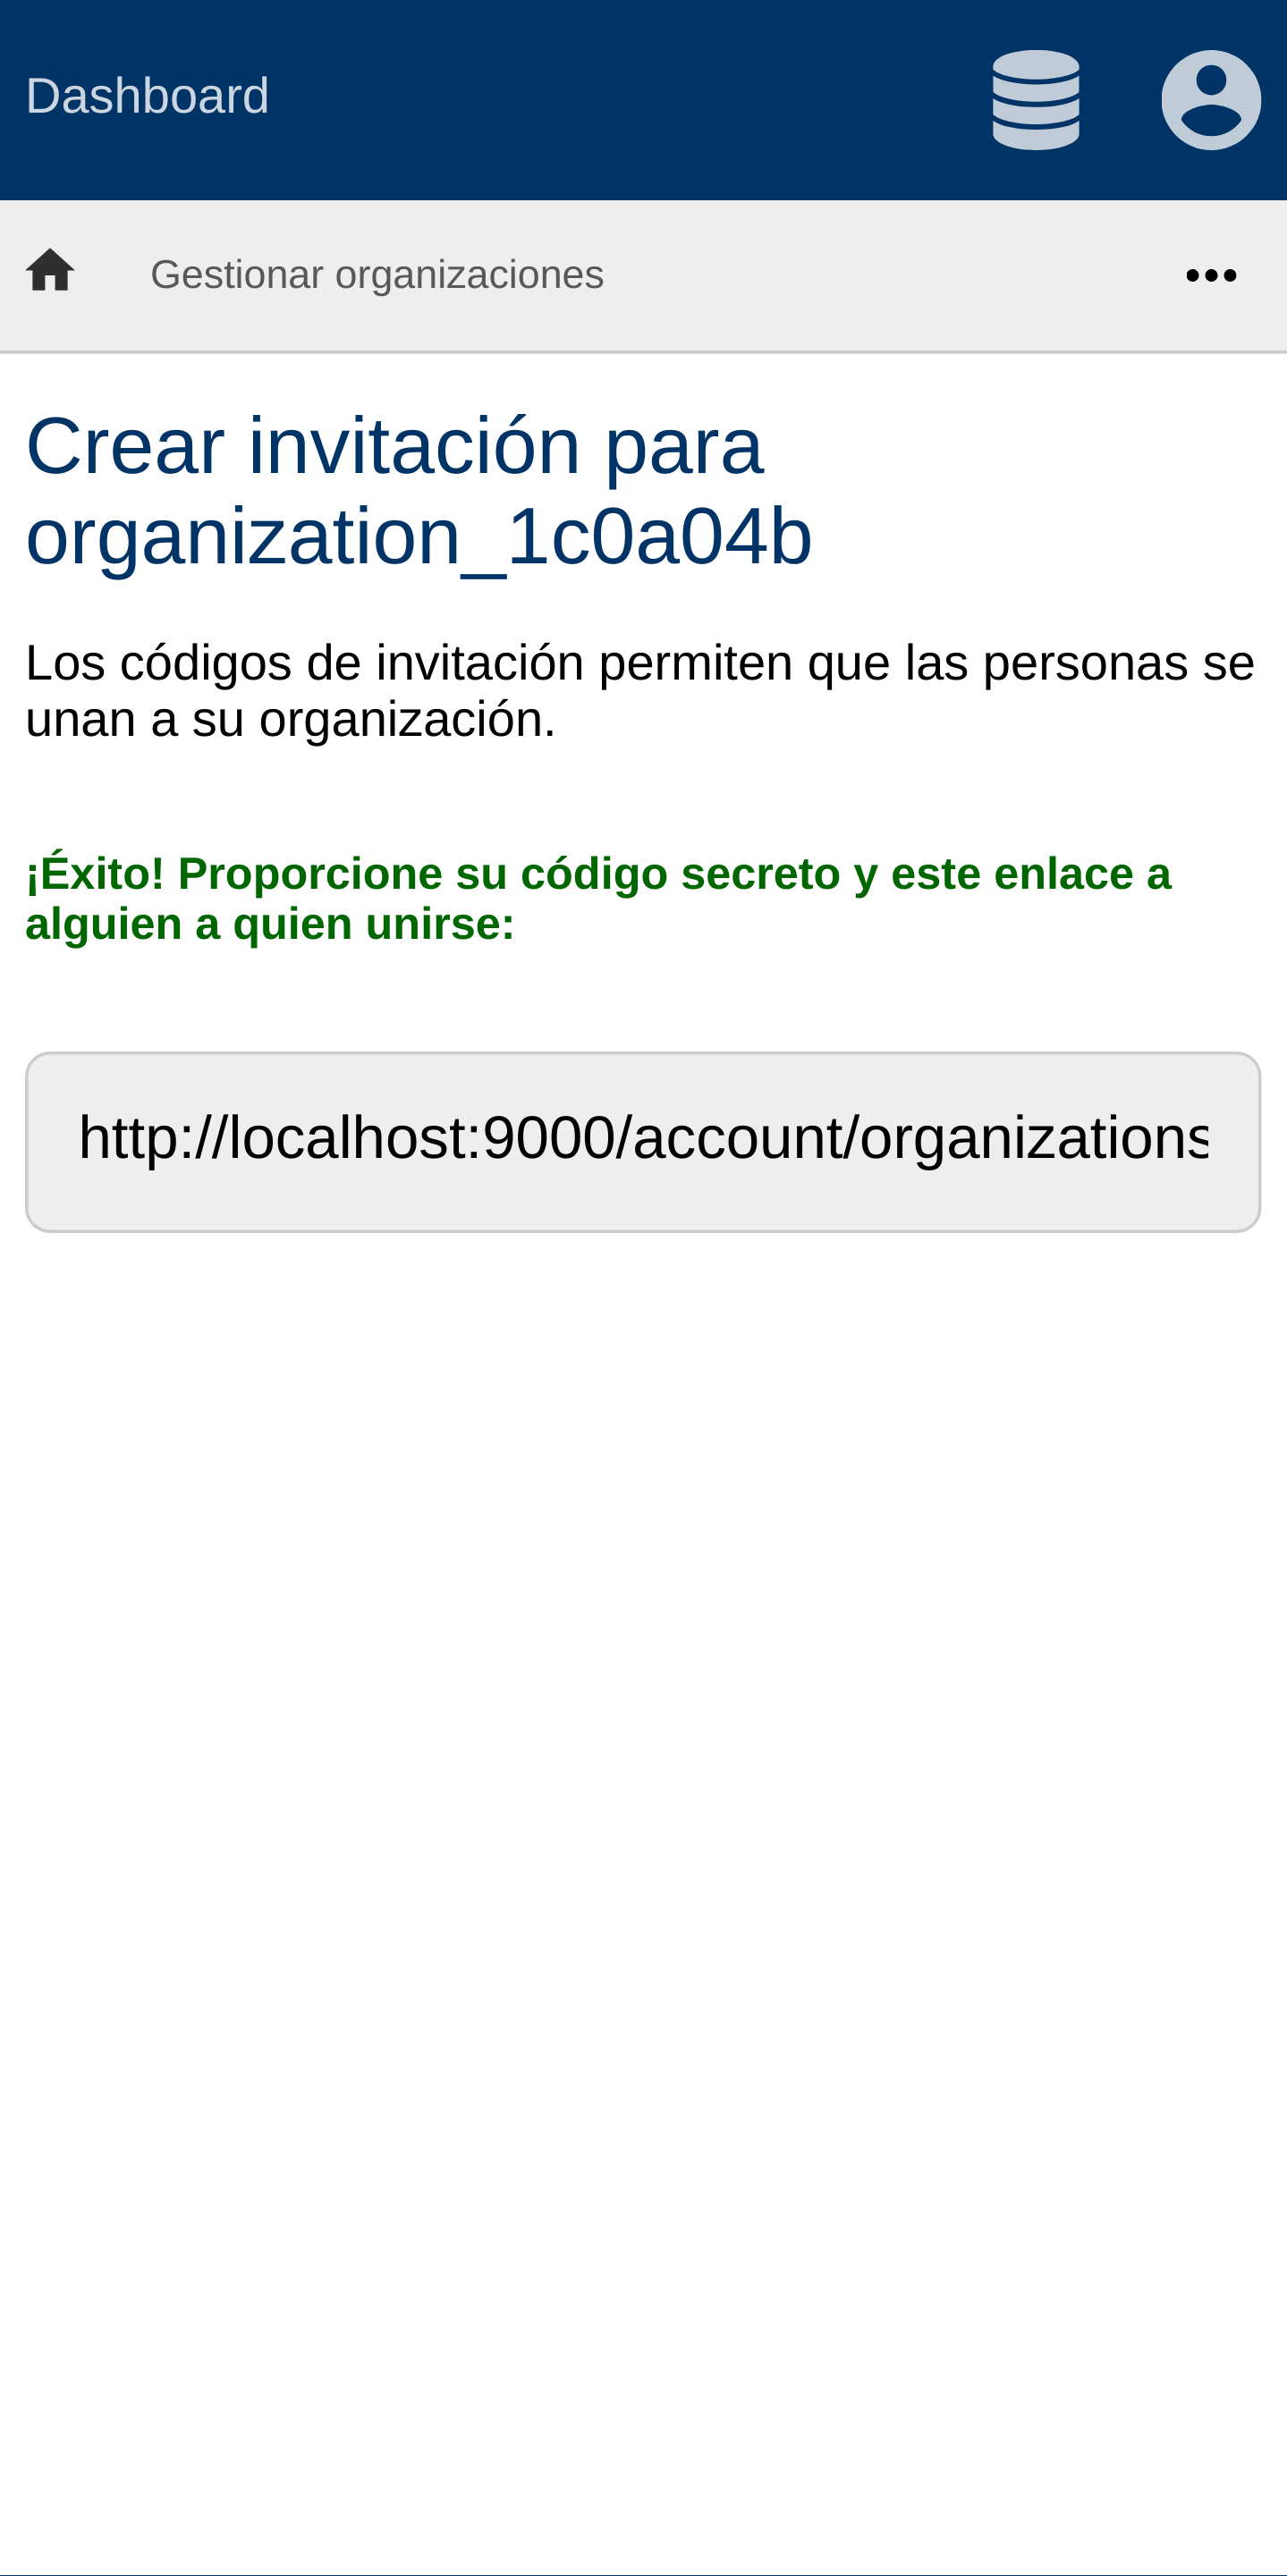 Dashboard
Gestionar organizaciones
Crear invitación para
organization_1c0a04b
Los códigos de invitación permiten que las personas se
unan a su organización.
¡Éxito! Proporcione su código secreto y este enlace a
alguien a quien unirse:
http://localhost:9000/account/organizations